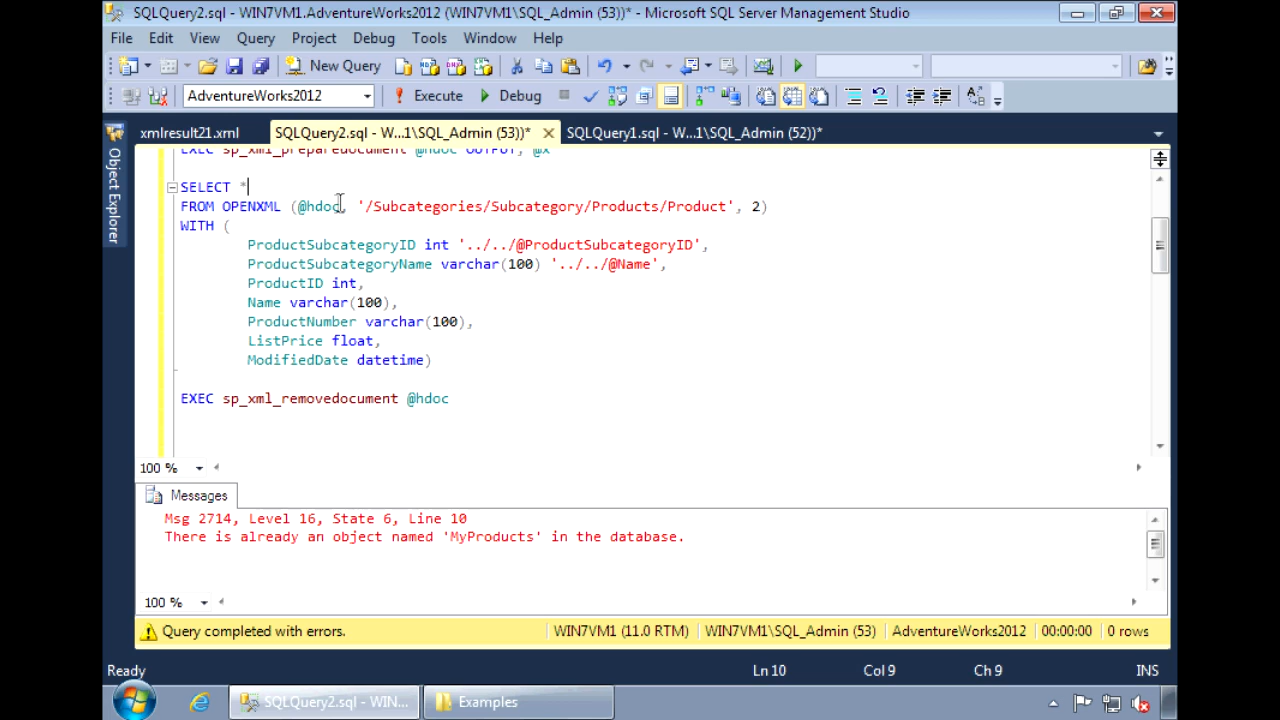 SQLQuery2.sql - WIN7VM1.AdventureWorks2012 (WIN7VM1\SQL_Admin (53))* - Microsoft SQL Server Management Studio
File Edit View Query Project Debug Tools Window Help
New Query
AdventureWorks2012 Execute Debug
xmlresult21.xml SQLQuery2.sql - W...1\SQL_Admin (53))* SQLQuery1.sql - W...1\SQL_Admin (52))*
Object Explorer
EXEC sp_xml_preparedocument @hdoc OUTPUT, @x
SELECT *
FROM OPENXML (@hdoc, '/Subcategories/Subcategory/Products/Product', 2)
WITH (
ProductSubcategoryID int '../../@ProductSubcategoryID',
ProductSubcategoryName varchar(100) '../../@Name',
ProductID int,
Name varchar(100),
ProductNumber varchar(100),
ListPrice float,
ModifiedDate datetime)
EXEC sp_xml_removedocument @hdoc
100 %
Messages
Msg 2714, Level 16, State 6, Line 10
There is already an object named 'MyProducts' in the database.
100 %
Query completed with errors. WIN7VM1 (11.0 RTM) WIN7VM1\SQL_Admin (53) AdventureWorks2012 00:00:00 0 rows
Ready Ln 10 Col 9 Ch 9 INS
SQLQuery2.sql - WIN... Examples